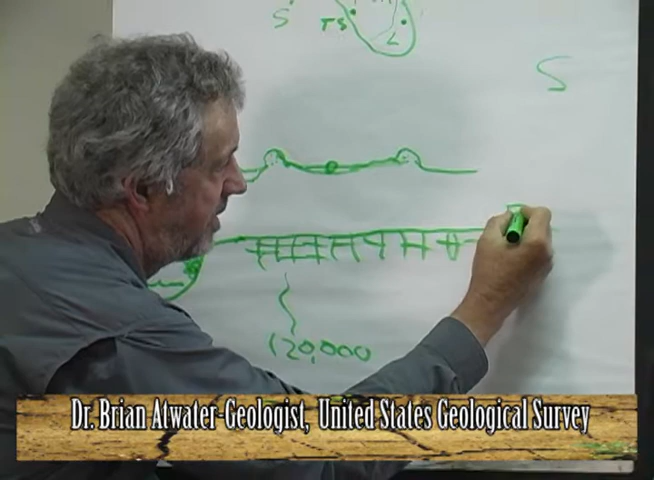 S TS L
S
120,000
Dr. Brian Atwater-Geologist, United States Geological Survey